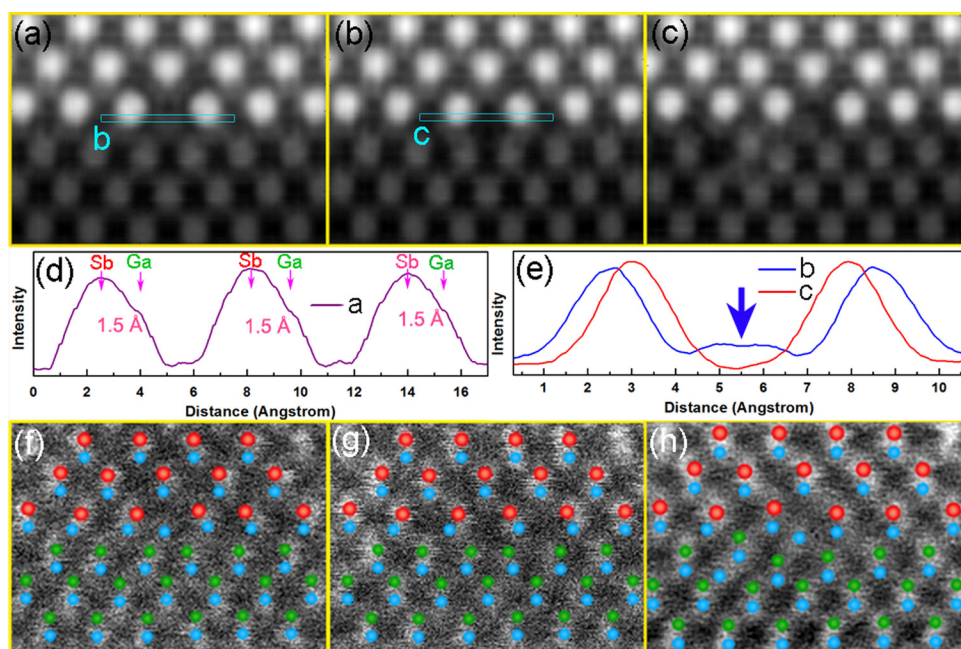 (a)
b
(b)
c
(c)
(d)
Sb Ga
Sb Ga
Sb Ga
a
1.5 Å
1.5 Å
1.5 Å
Intensity
0 2 4 6 8 10 12 14 16
Distance (Angstrom)
(e)
b
c
Intensity
1 2 3 4 5 6 7 8 9 10
Distance (Angstrom)
(f)
(g)
(h)